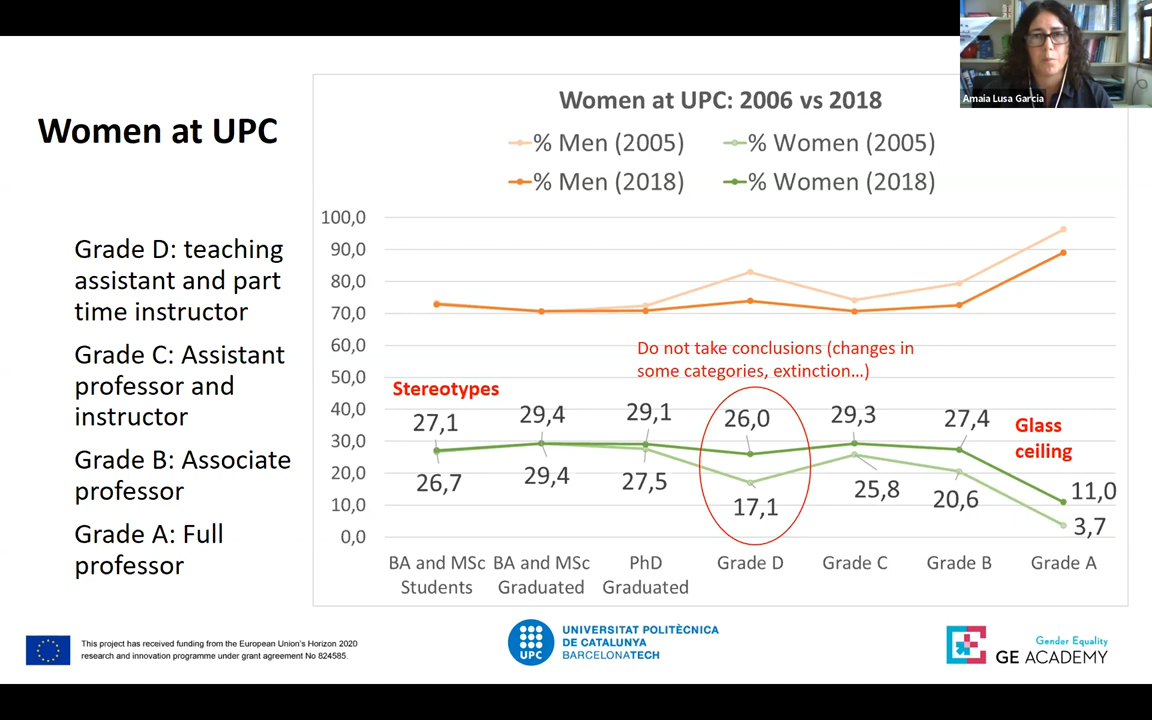 Amaia Lusa Garcia
Women at UPC
Grade D: teaching
assistant and part
time instructor
Grade C: Assistant
professor and
instructor
Grade B: Associate
professor
Grade A: Full
professor
Women at UPC: 2006 vs 2018
% Men (2005)
% Women (2005)
% Men (2018)
% Women (2018)
100,0
90,0
80,0
70,0
60,0
50,0
40,0
30,0
20,0
10,0
0,0
Do not take conclusions (changes in
some categories, extinction...)
Stereotypes
Glass
ceiling
27,1
29,4
29,1
26,0
29,3
27,4
11,0
26,7
29,4
27,5
17,1
25,8
20,6
3,7
BA and MSc
Students
BA and MSc
Graduated
PhD
Graduated
Grade D
Grade C
Grade B
Grade A
This project has received funding from the European Union's Horizon 2020
research and innovation programme under grant agreement No 824585.
UPC
UNIVERSITAT POLITÈCNICA
DE CATALUNYA
BARCELONATECH
Gender Equality
GE ACADEMY